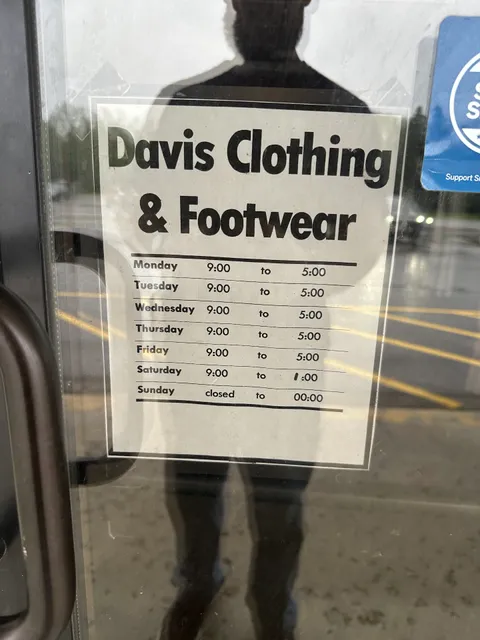 Davis Clothing
& Footwear
Monday 9:00 to 5:00
Tuesday 9:00 to 5:00
Wednesday 9:00 to 5:00
Thursday 9:00 to 5:00
Friday 9:00 to 5:00
Saturday 9:00 to 1:00
Sunday closed to 00:00
Support